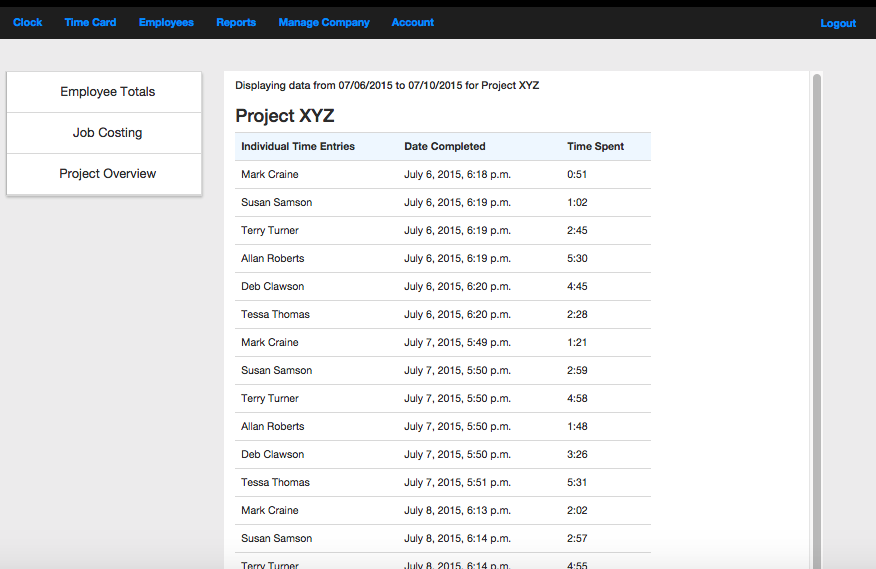 Clock Time Card Employees Reports Manage Company Account Logout
Employee Totals
Job Costing
Project Overview
Displaying data from 07/06/2015 to 07/10/2015 for Project XYZ
Project XYZ
Individual Time Entries Date Completed Time Spent
Mark Craine July 6, 2015, 6:18 p.m. 0:51
Susan Samson July 6, 2015, 6:19 p.m. 1:02
Terry Turner July 6, 2015, 6:19 p.m. 2:45
Allan Roberts July 6, 2015, 6:19 p.m. 5:30
Deb Clawson July 6, 2015, 6:20 p.m. 4:45
Tessa Thomas July 6, 2015, 6:20 p.m. 2:28
Mark Craine July 7, 2015, 5:49 p.m. 1:21
Susan Samson July 7, 2015, 5:50 p.m. 2:59
Terry Turner July 7, 2015, 5:50 p.m. 4:58
Allan Roberts July 7, 2015, 5:50 p.m. 1:48
Deb Clawson July 7, 2015, 5:50 p.m. 3:26
Tessa Thomas July 7, 2015, 5:51 p.m. 5:31
Mark Craine July 8, 2015, 6:13 p.m. 2:02
Susan Samson July 8, 2015, 6:14 p.m. 2:57
Terry Turner July 8, 2015, 6:14 p.m. 4:55